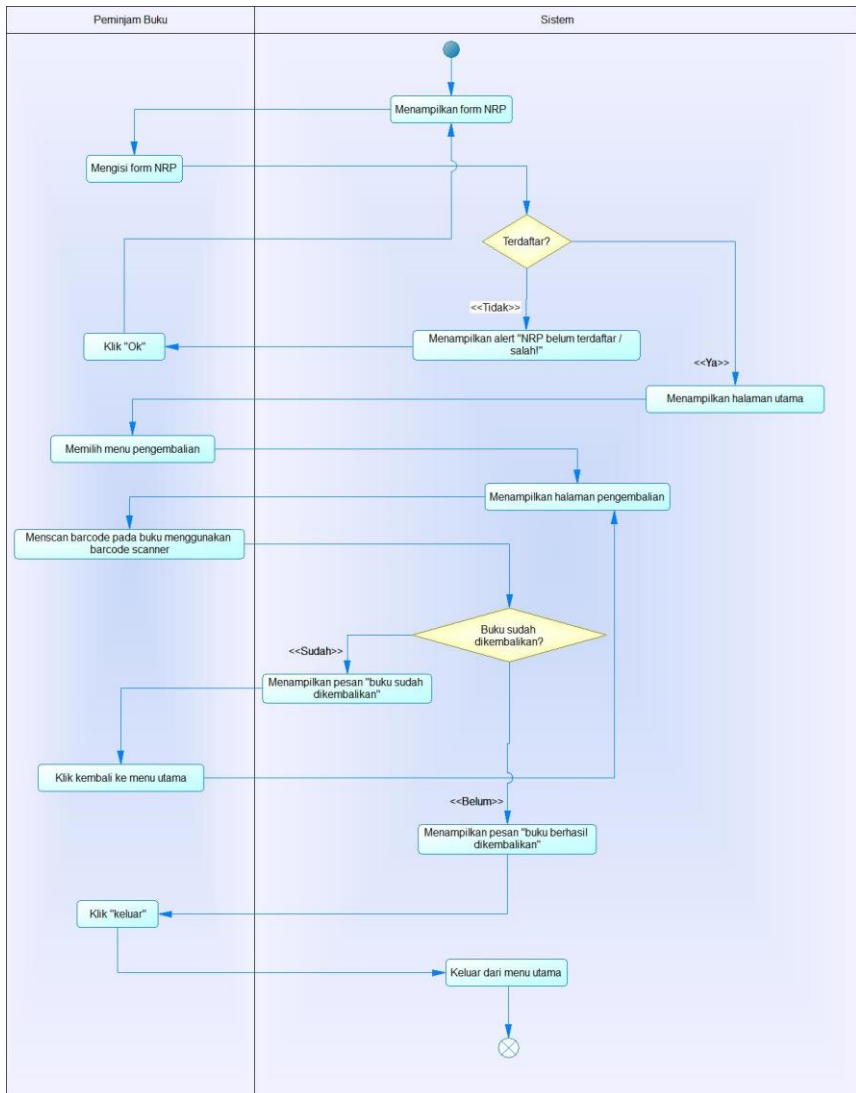 Peminjam Buku
Sistem
Menampilkan form NRP
Mengisi form NRP
Terdaftar?
<<Tidak>>
Klik "Ok"
Menampilkan alert "NRP belum terdaftar /
salah!"
<<Ya>>
Menampilkan halaman utama
Memilih menu pengembalian
Menampilkan halaman pengembalian
Menscan barcode pada buku menggunakan
barcode scanner
Buku sudah
dikembalikan?
<<Sudah>>
Menampilkan pesan "buku sudah
dikembalikan"
Klik kembali ke menu utama
<<Belum>>
Menampilkan pesan "buku berhasil
dikembalikan"
Klik "keluar"
Keluar dari menu utama